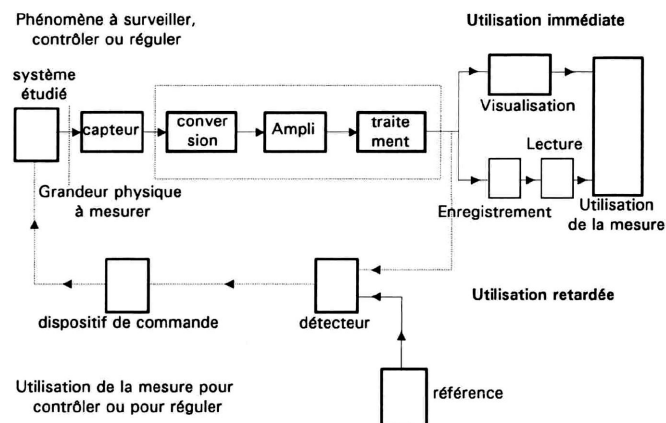 Phénomène à surveiller,
contrôler ou réguler
Utilisation immédiate
système
étudié
capteur
conver
sion
Ampli
traite
ment
Visualisation
Lecture
Grandeur physique
à mesurer
Enregistrement
Utilisation
de la mesure
Utilisation retardée
dispositif de commande
détecteur
Utilisation de la mesure pour
contrôler ou pour réguler
référence